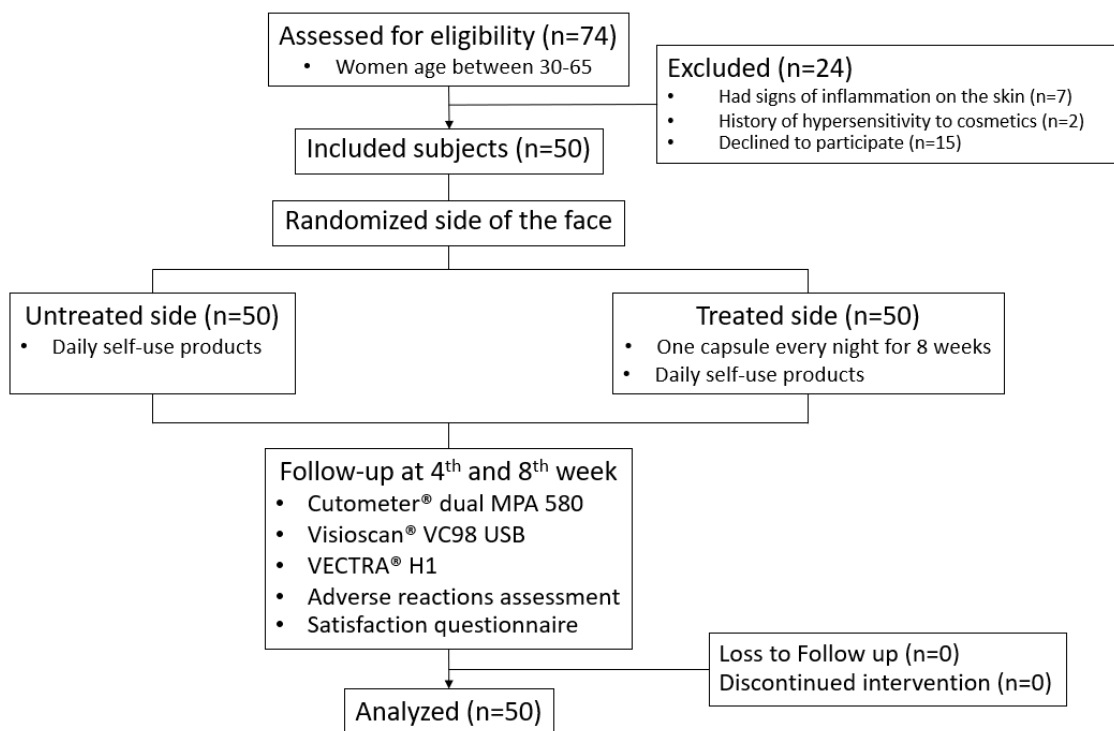 Assessed for eligibility (n=74)
• Women age between 30-65
Excluded (n=24)
• Had signs of inflammation on the skin (n=7)
• History of hypersensitivity to cosmetics (n=2)
• Declined to participate (n=15)
Included subjects (n=50)
Randomized side of the face
Untreated side (n=50)
• Daily self-use products
Treated side (n=50)
• One capsule every night for 8 weeks
• Daily self-use products
Follow-up at 4th and 8th week
• Cutometer® dual MPA 580
• Visioscan® VC98 USB
• VECTRA® H1
• Adverse reactions assessment
• Satisfaction questionnaire
Loss to Follow up (n=0)
Discontinued intervention (n=0)
Analyzed (n=50)